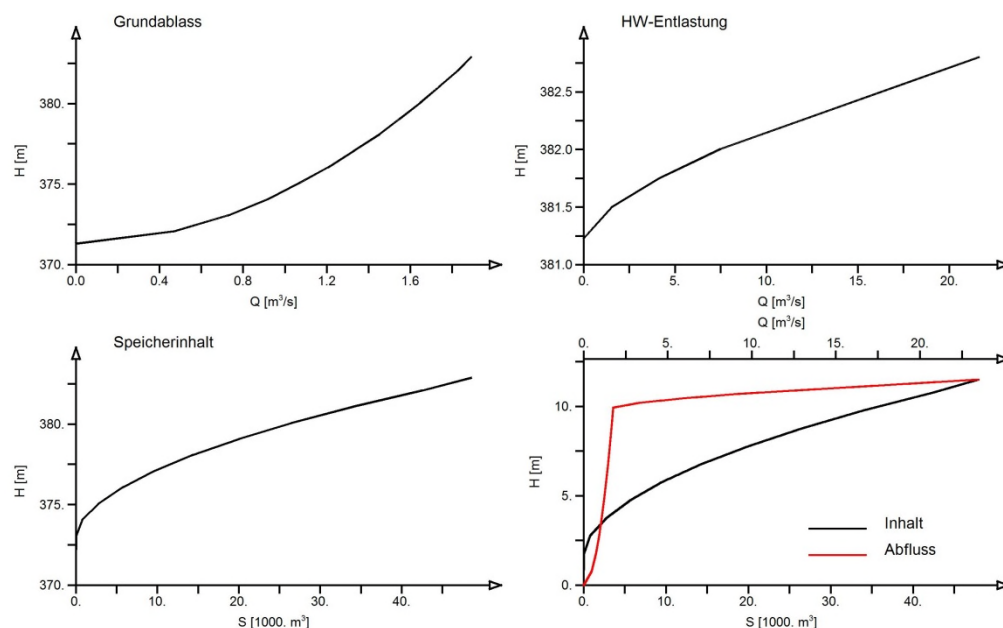 Grundablass
H [m]
380.
375.
370.
0.0 0.4 0.8 1.2 1.6
Q [m³/s]
HW-Entlastung
H [m]
382.5
382.0
381.5
381.0
0. 5. 10. 15. 20.
Q [m³/s]
Speicherinhalt
H [m]
380.
375.
370.
0. 10. 20. 30. 40.
S [1000. m³]
Q [m³/s]
0. 5. 10. 15. 20.
H [m]
10.
5.
0.
Inhalt
Abfluss
0. 10. 20. 30. 40.
S [1000. m³]